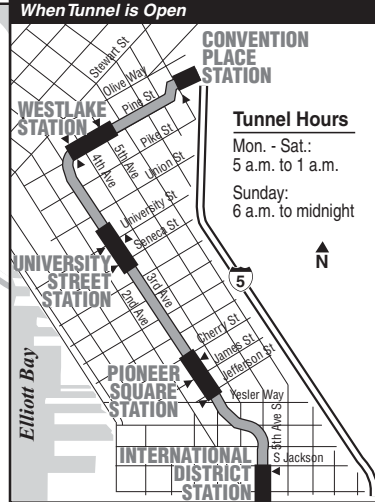 When Tunnel is Open
CONVENTION
PLACE
STATION
Stewart St
Olive Way
Pine St
WESTLAKE
STATION
Pike St
5th Ave
4th Ave
Union St
Tunnel Hours
Mon. - Sat.:
5 a.m. to 1 a.m.
Sunday:
6 a.m. to midnight
N
University St
Seneca St
UNIVERSITY
STREET
STATION
3rd Ave
2nd Ave
5
Cherry St
James St
Jefferson St
PIONEER
SQUARE
STATION
Yesler Way
Elliott Bay
5th Ave S
S Jackson
INTERNATIONAL
DISTRICT
STATION